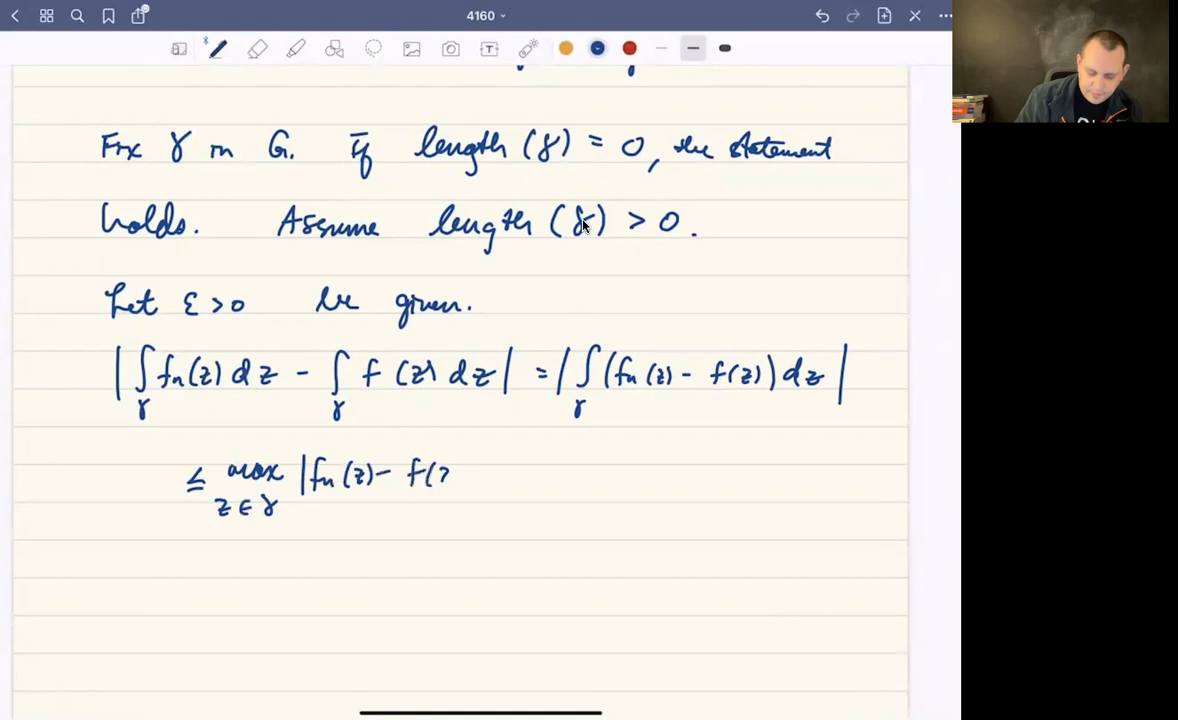 4160
Fix γ in G. If length (γ) = 0, the statement
holds. Assume length (γ) > 0.
Let ε > 0 be given.
| ∫_γ fn(z) dz - ∫_γ f (z) dz | = | ∫_γ (fn(z) - f(z)) dz |
≤ max_{z ∈ γ} | fn(z) - f(z